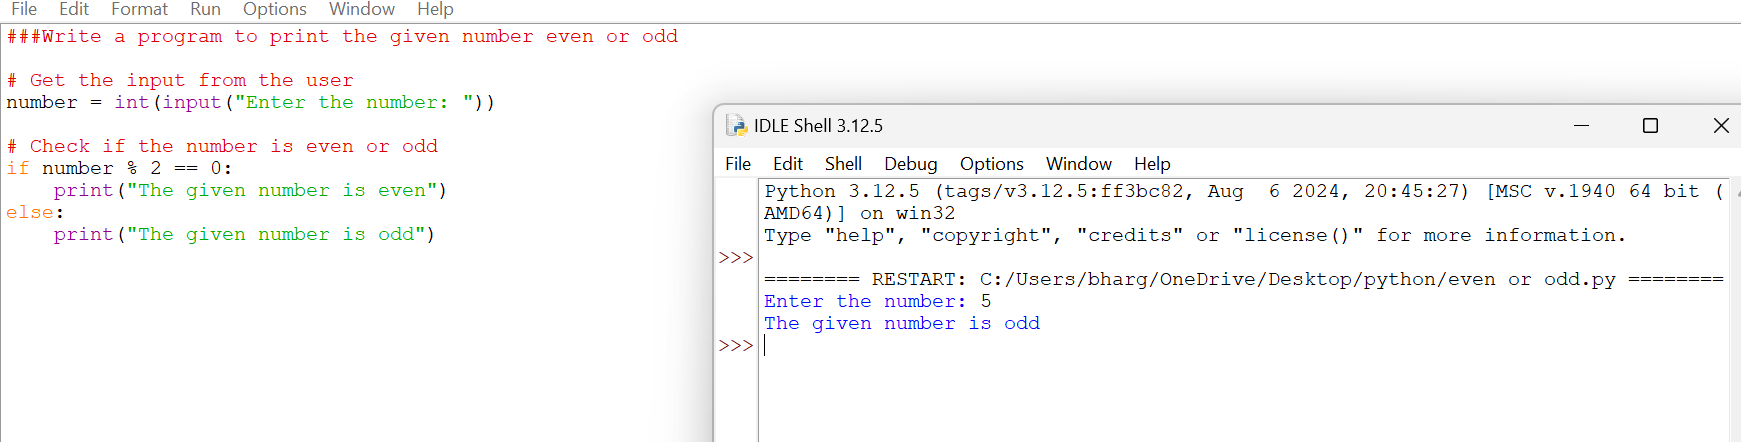 File Edit Format Run Options Window Help
###Write a program to print the given number even or odd
# Get the input from the user
number = int(input("Enter the number: "))
# Check if the number is even or odd
if number % 2 == 0:
    print("The given number is even")
else:
    print("The given number is odd")
IDLE Shell 3.12.5
File Edit Shell Debug Options Window Help
Python 3.12.5 (tags/v3.12.5:ff3bc82, Aug  6 2024, 20:45:27) [MSC v.1940 64 bit (
AMD64)] on win32
Type "help", "copyright", "credits" or "license()" for more information.
>>>
======== RESTART: C:/Users/bharg/OneDrive/Desktop/python/even or odd.py ========
Enter the number: 5
The given number is odd
>>>